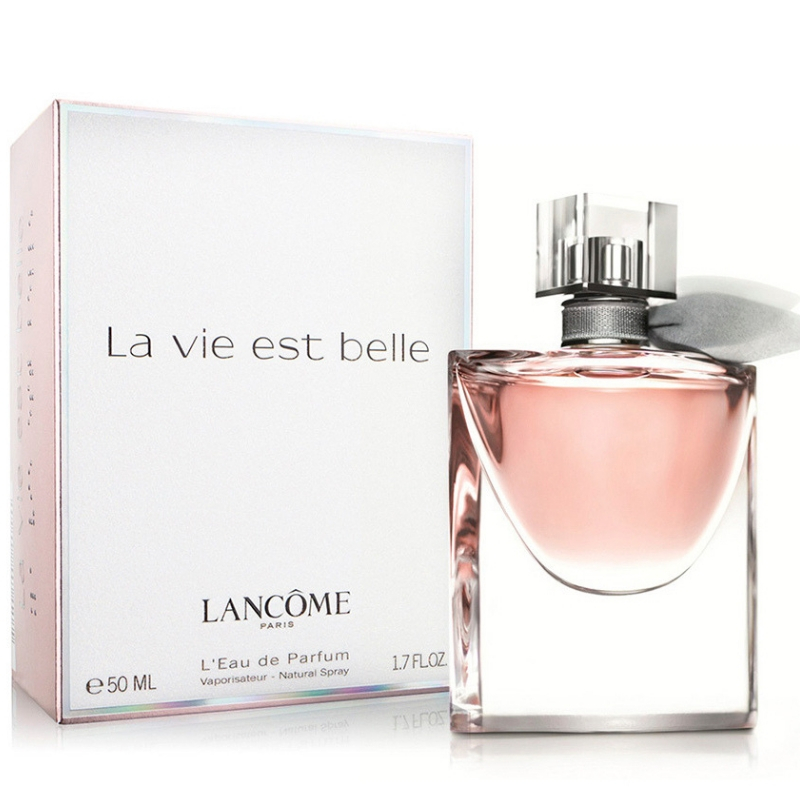 La vie est belle
LANCÔME
PARIS
L'Eau de Parfum
Vaporisateur - Natural Spray
℮50 ML
1.7 FL.OZ.